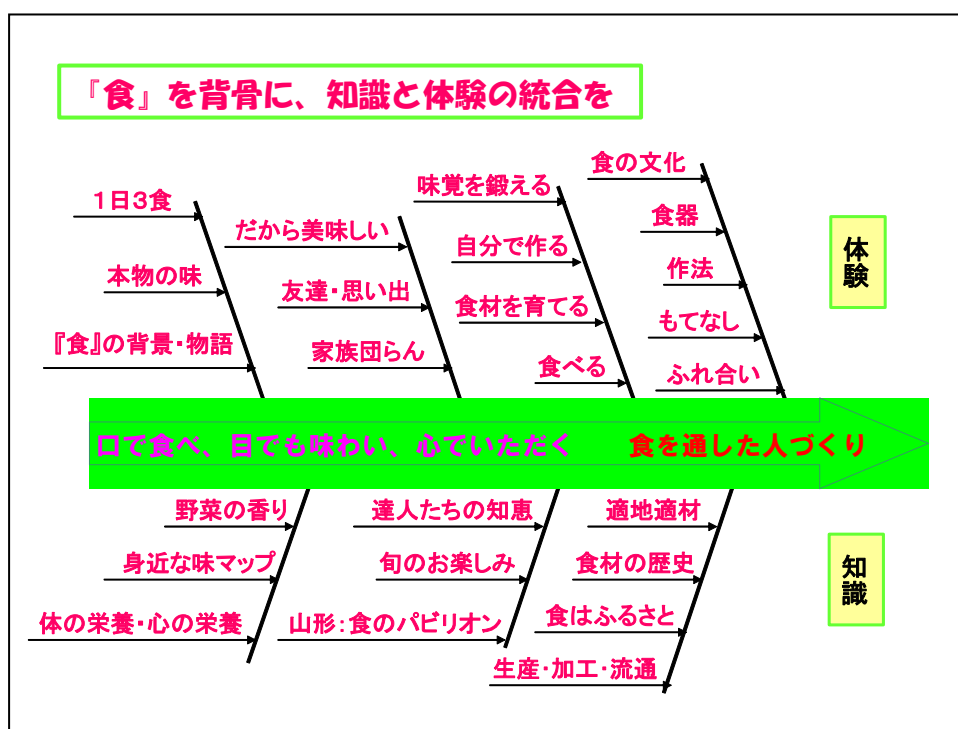 『食』を背骨に、知識と体験の統合を
１日３食
本物の味
『食』の背景・物語
だから美味しい
友達・思い出
家族団らん
味覚を鍛える
自分で作る
食材を育てる
食べる
食の文化
食器
作法
もてなし
ふれ合い
体験
口で食べ、目でも味わい、心でいただく　　食を通した人づくり
野菜の香り
身近な味マップ
体の栄養・心の栄養
達人たちの知恵
旬のお楽しみ
山形：食のパビリオン
適地適材
食材の歴史
食はふるさと
生産・加工・流通
知識